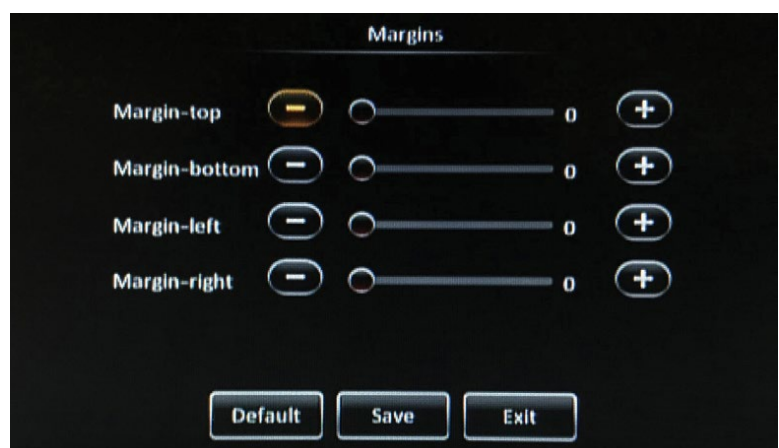 Margins
Margin-top - 0 +
Margin-bottom - 0 +
Margin-left - 0 +
Margin-right - 0 +
Default Save Exit